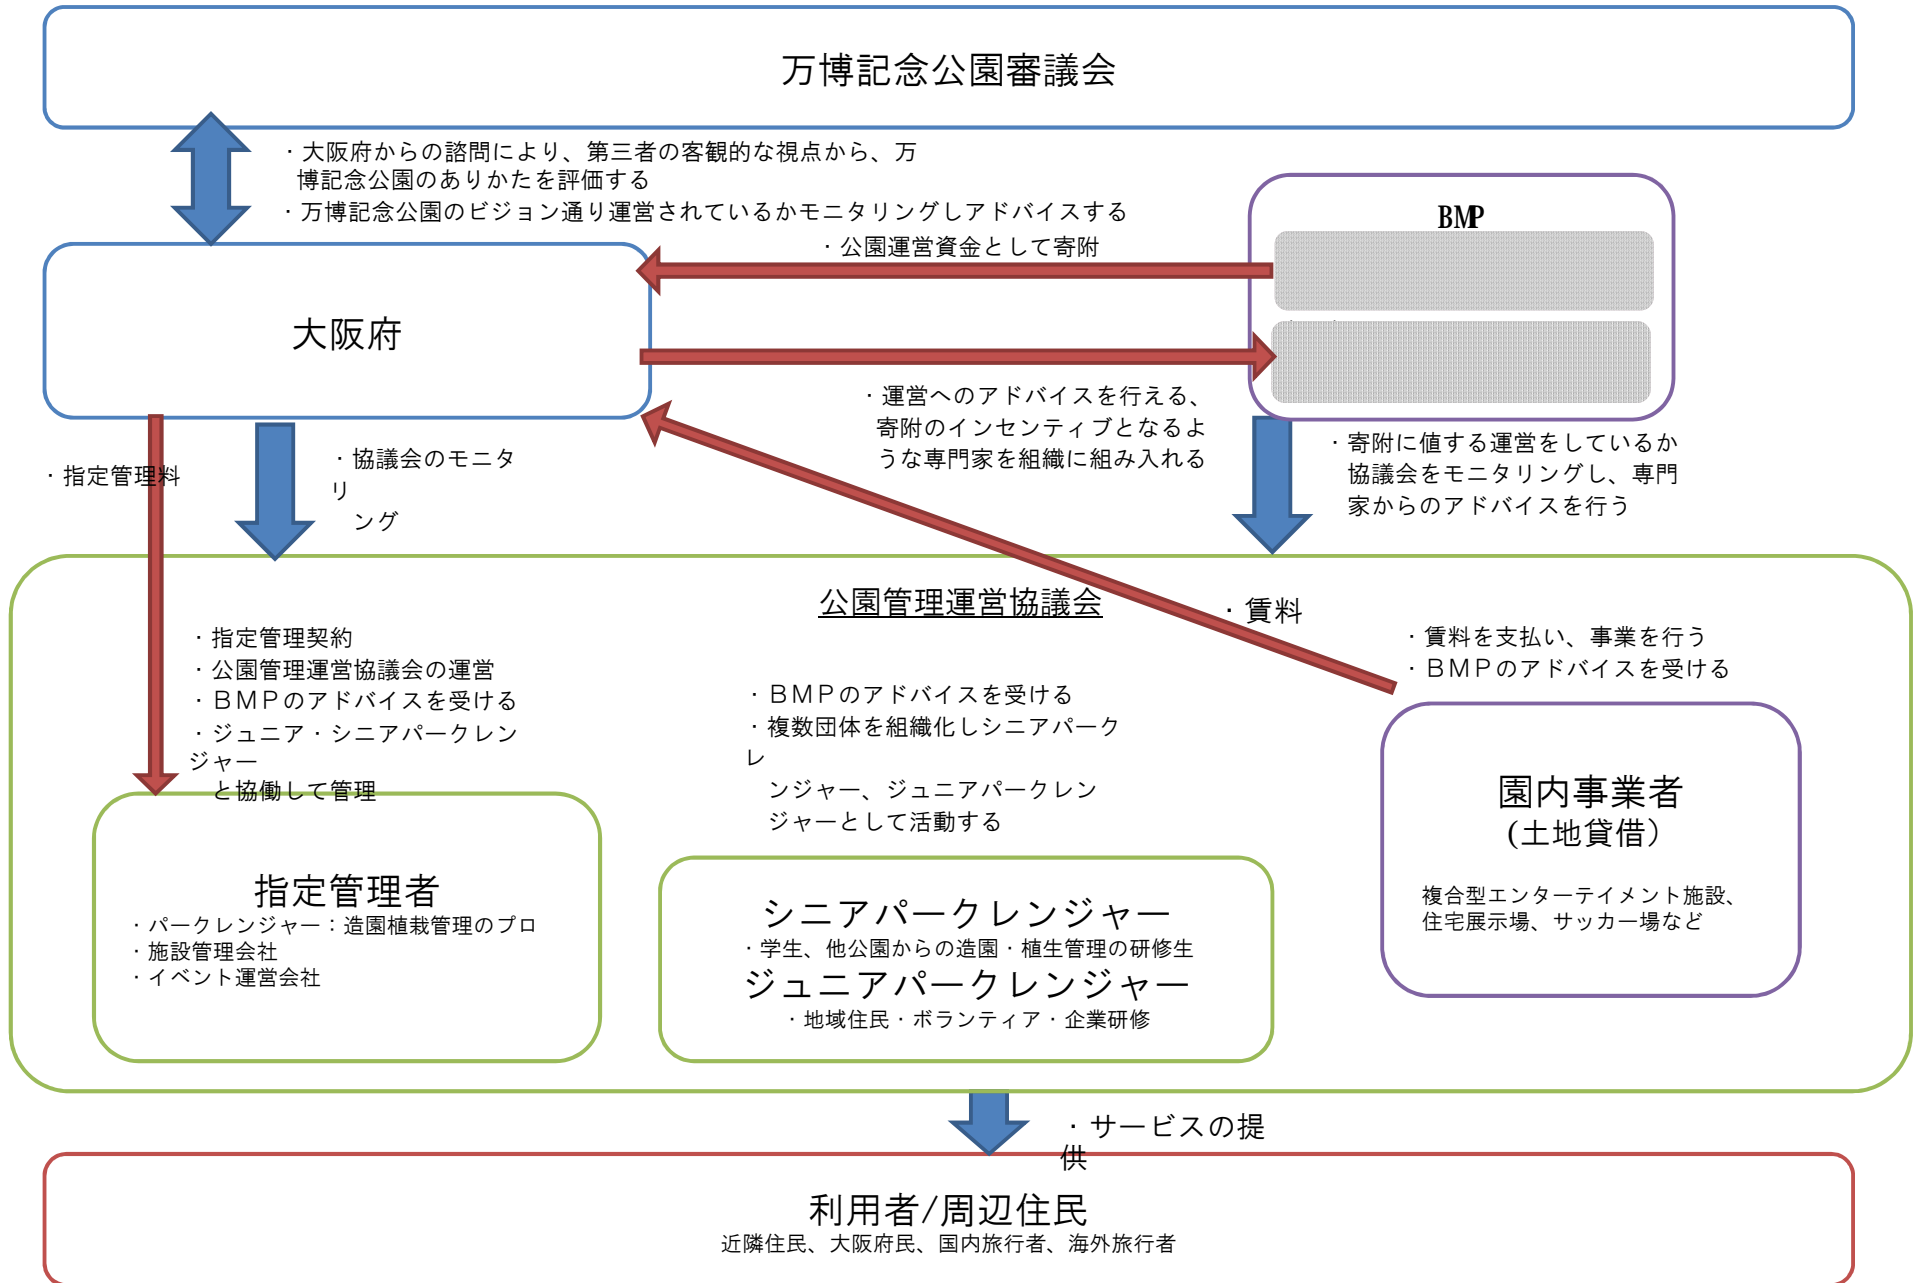 万博記念公園審議会
・大阪府からの諮問により、第三者の客観的な視点から、万
博記念公園のありかたを評価する
・万博記念公園のビジョン通り運営されているかモニタリングしアドバイスする
BMP
・公園運営資金として寄附
大阪府
・運営へのアドバイスを行える、
寄附のインセンティブとなるよ
うな専門家を組織に組み入れる
・指定管理料
・協議会のモニタ
リ
ング
・寄附に値する運営をしているか
協議会をモニタリングし、専門
家からのアドバイスを行う
公園管理運営協議会
・賃料
・指定管理契約
・公園管理運営協議会の運営
・ＢＭＰのアドバイスを受ける
・ジュニア・シニアパークレン
ジャー
と協働して管理
・ＢＭＰのアドバイスを受ける
・複数団体を組織化しシニアパーク
レ
ンジャー、ジュニアパークレン
ジャーとして活動する
・賃料を支払い、事業を行う
・ＢＭＰのアドバイスを受ける
指定管理者
・パークレンジャー：造園植栽管理のプロ
・施設管理会社
・イベント運営会社
シニアパークレンジャー
・学生、他公園からの造園・植生管理の研修生
ジュニアパークレンジャー
・地域住民・ボランティア・企業研修
園内事業者
(土地貸借）
複合型エンターテイメント施設、
住宅展示場、サッカー場など
・サービスの提
供
利用者/周辺住民
近隣住民、大阪府民、国内旅行者、海外旅行者